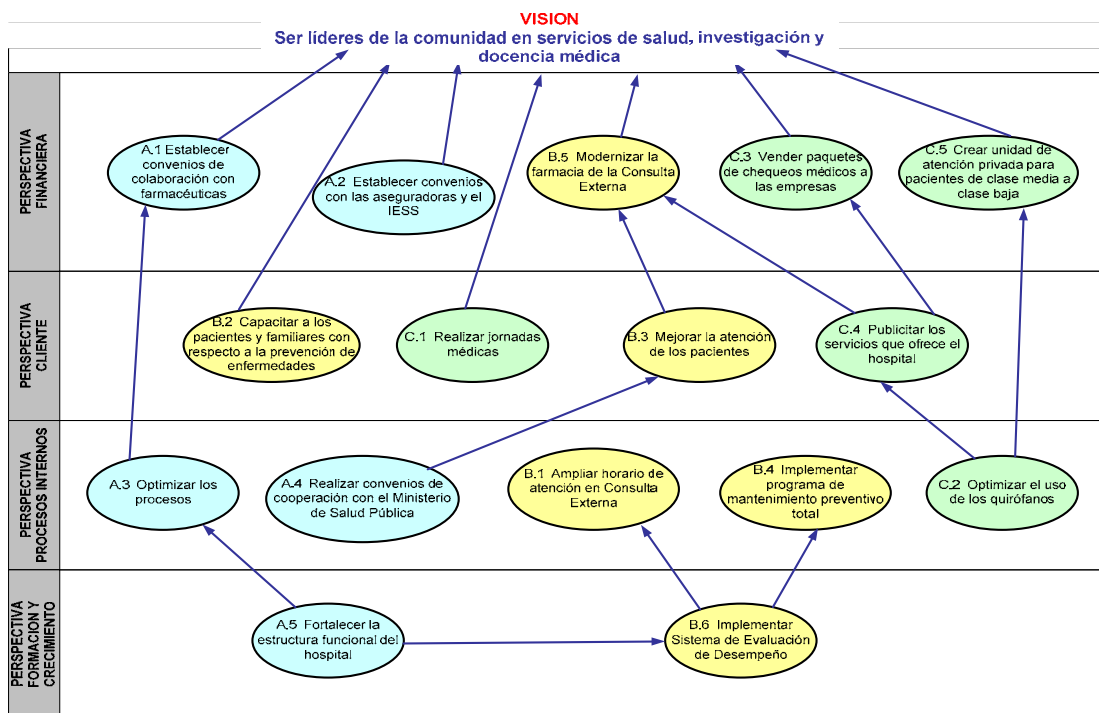 VISION
Ser líderes de la comunidad en servicios de salud, investigación y
docencia médica
PERSPECTIVA
FINANCIERA
A.1 Establecer
convenios de
colaboración con
farmacéuticas
A.2 Establecer convenios
con las aseguradoras y el
IESS
B.5 Modernizar la
farmacia de la Consulta
Externa
C.3 Vender
paquetes
de chequeos médicos a
las empresas
C.5 Crear unidad de
atención privada para
pacientes de clase media a
clase baja
PERSPECTIVA
CLIENTE
B.2 Capacitar a los
pacientes y familiares con
respecto a la prevención de
enfermedades
C.1 Realizar jornadas
médicas
B.3 Mejorar la atención
de los pacientes
C.4 Publicitar los
servicios que ofrece el
hospital
PERSPECTIVA
PROCESOS INTERNOS
A.3 Optimizar los
procesos
A.4 Realizar convenios de
cooperación con el Ministerio
de Salud Pública
B.1 Ampliar horario de
atención en Consulta
Externa
B.4 Implementar
programa de
mantenimiento preventivo
total
C.2 Optimizar el uso
de los quirófanos
PERSPECTIVA
FORMACION Y
CRECIMIENTO
A.5 Fortalecer la
estructura funcional del
hospital
B.6 Implementar
Sistema de Evaluación
de Desempeño